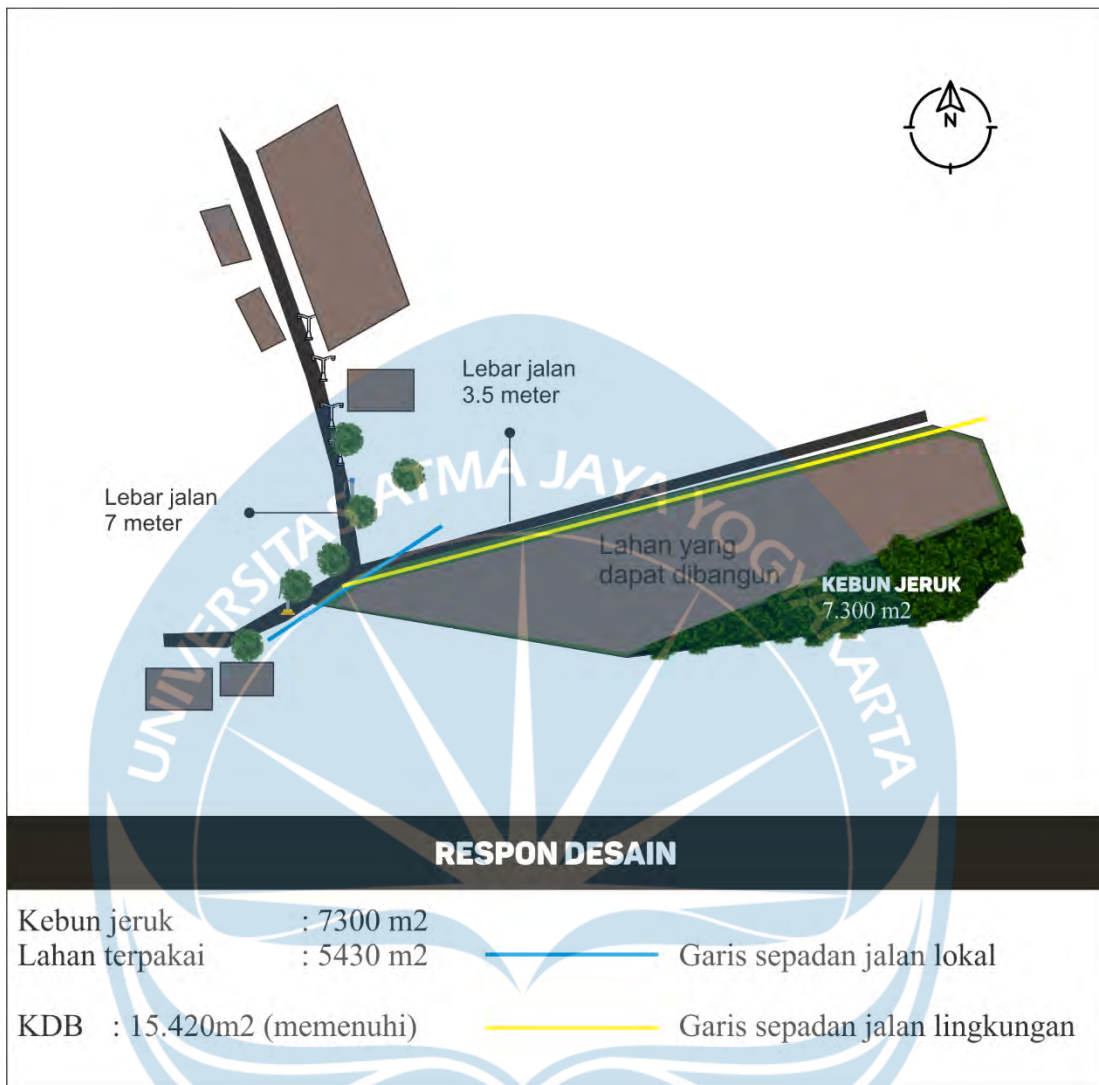 N
Lebar jalan
3.5 meter
Lebar jalan
7 meter
UNIVERSITAS ATMA JAYA YOGYAKARTA
Lahan yang
dapat dibangun
KEBUN JERUK
7.300 m2
RESPON DESAIN
Kebun jeruk : 7300 m2
Lahan terpakai : 5430 m2
Garis sepadan jalan lokal
KDB : 15.420m2 (memenuhi)
Garis sepadan jalan lingkungan